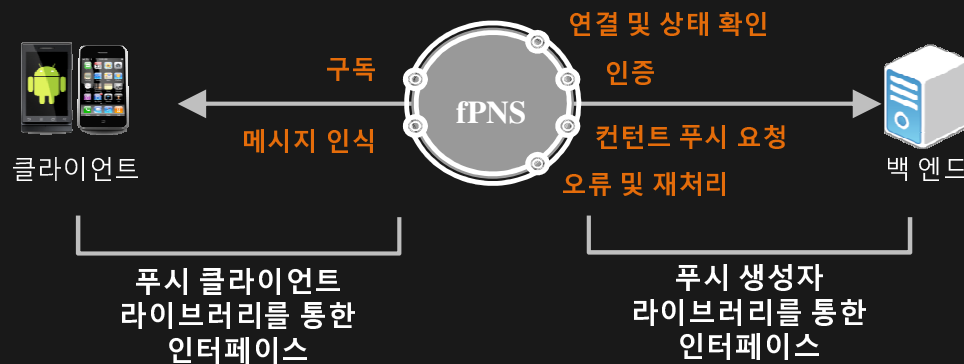 연결 및 상태 확인
구독
인증
fPNS
메시지 인식
컨턴트 푸시 요청
클라이언트
오류 및 재처리
백 엔드
푸시 클라이언트
라이브러리를 통한
인터페이스
푸시 생성자
라이브러리를 통한
인터페이스